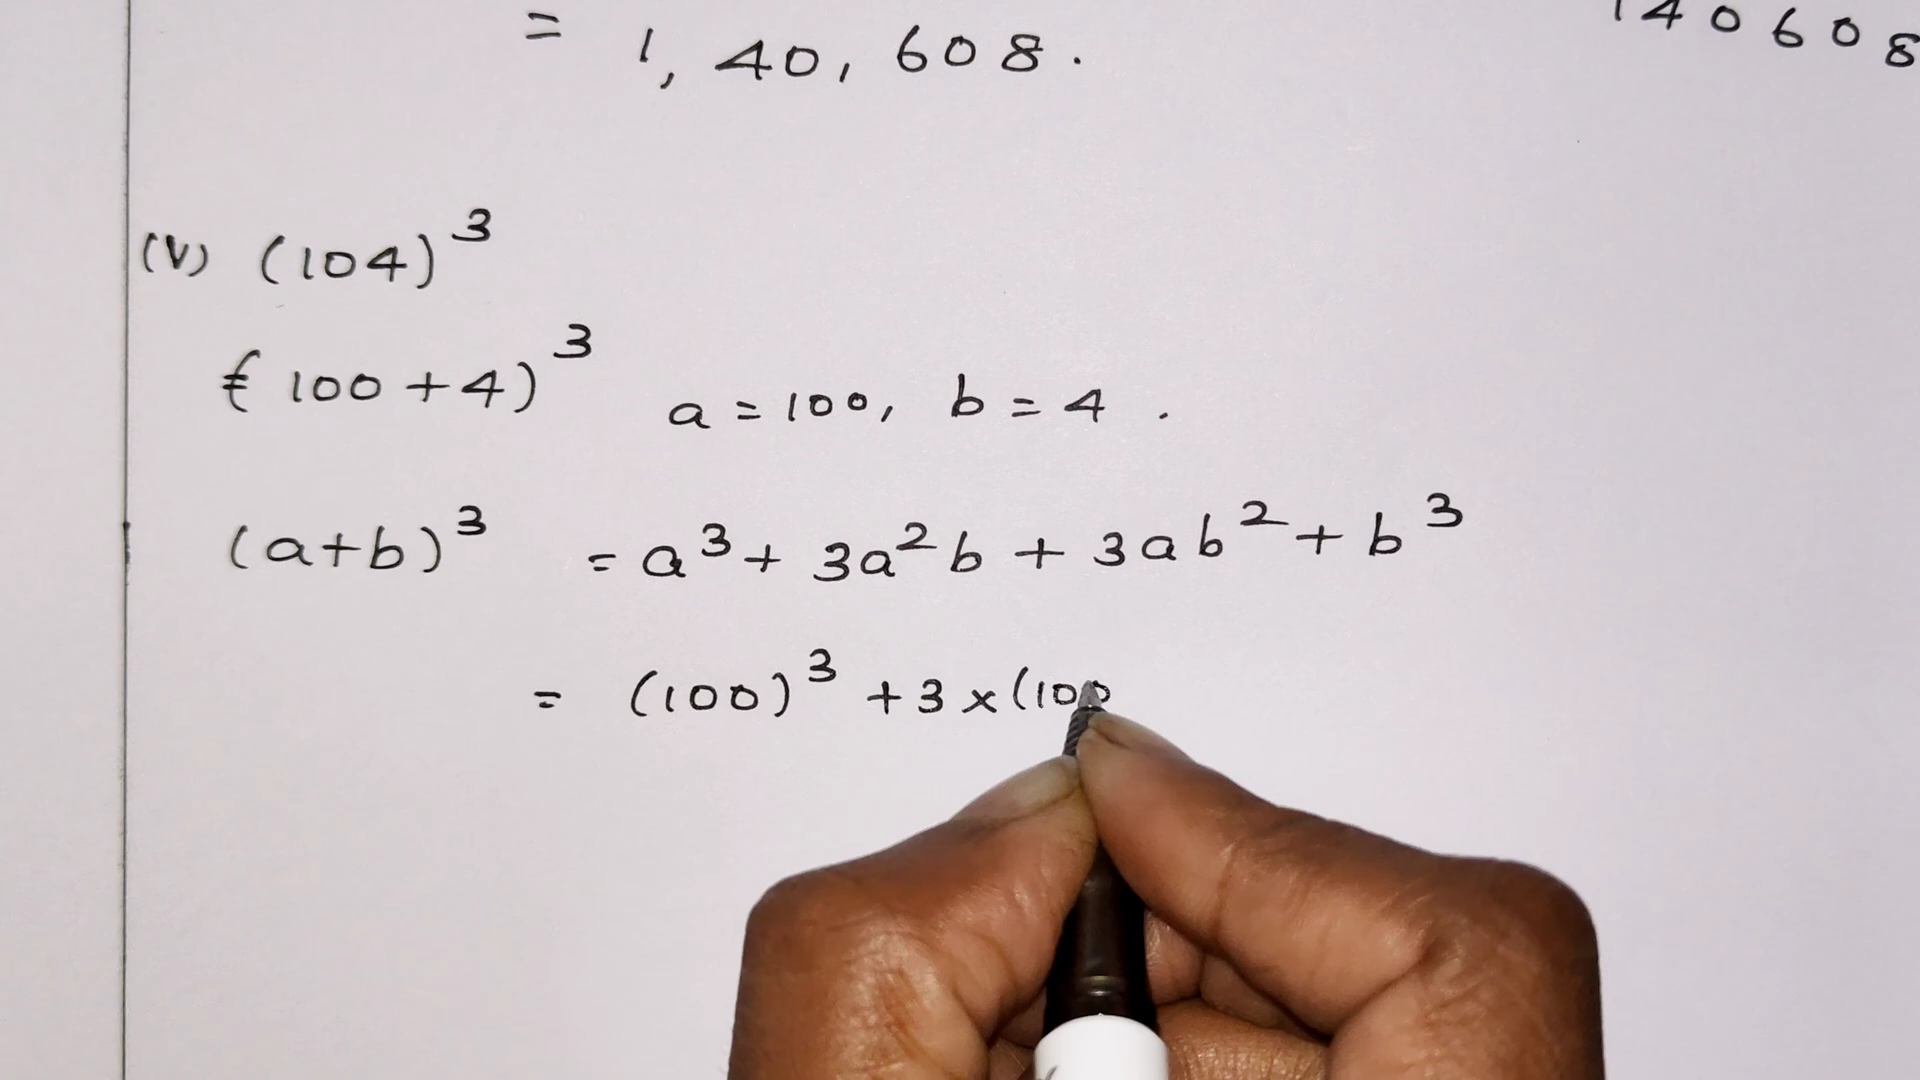 = 1,40,608.
140608
(V) (104)³
(100+4)³ a=100, b=4.
(a+b)³ = a³+3a²b+3ab²+b³
= (100)³+3×(100